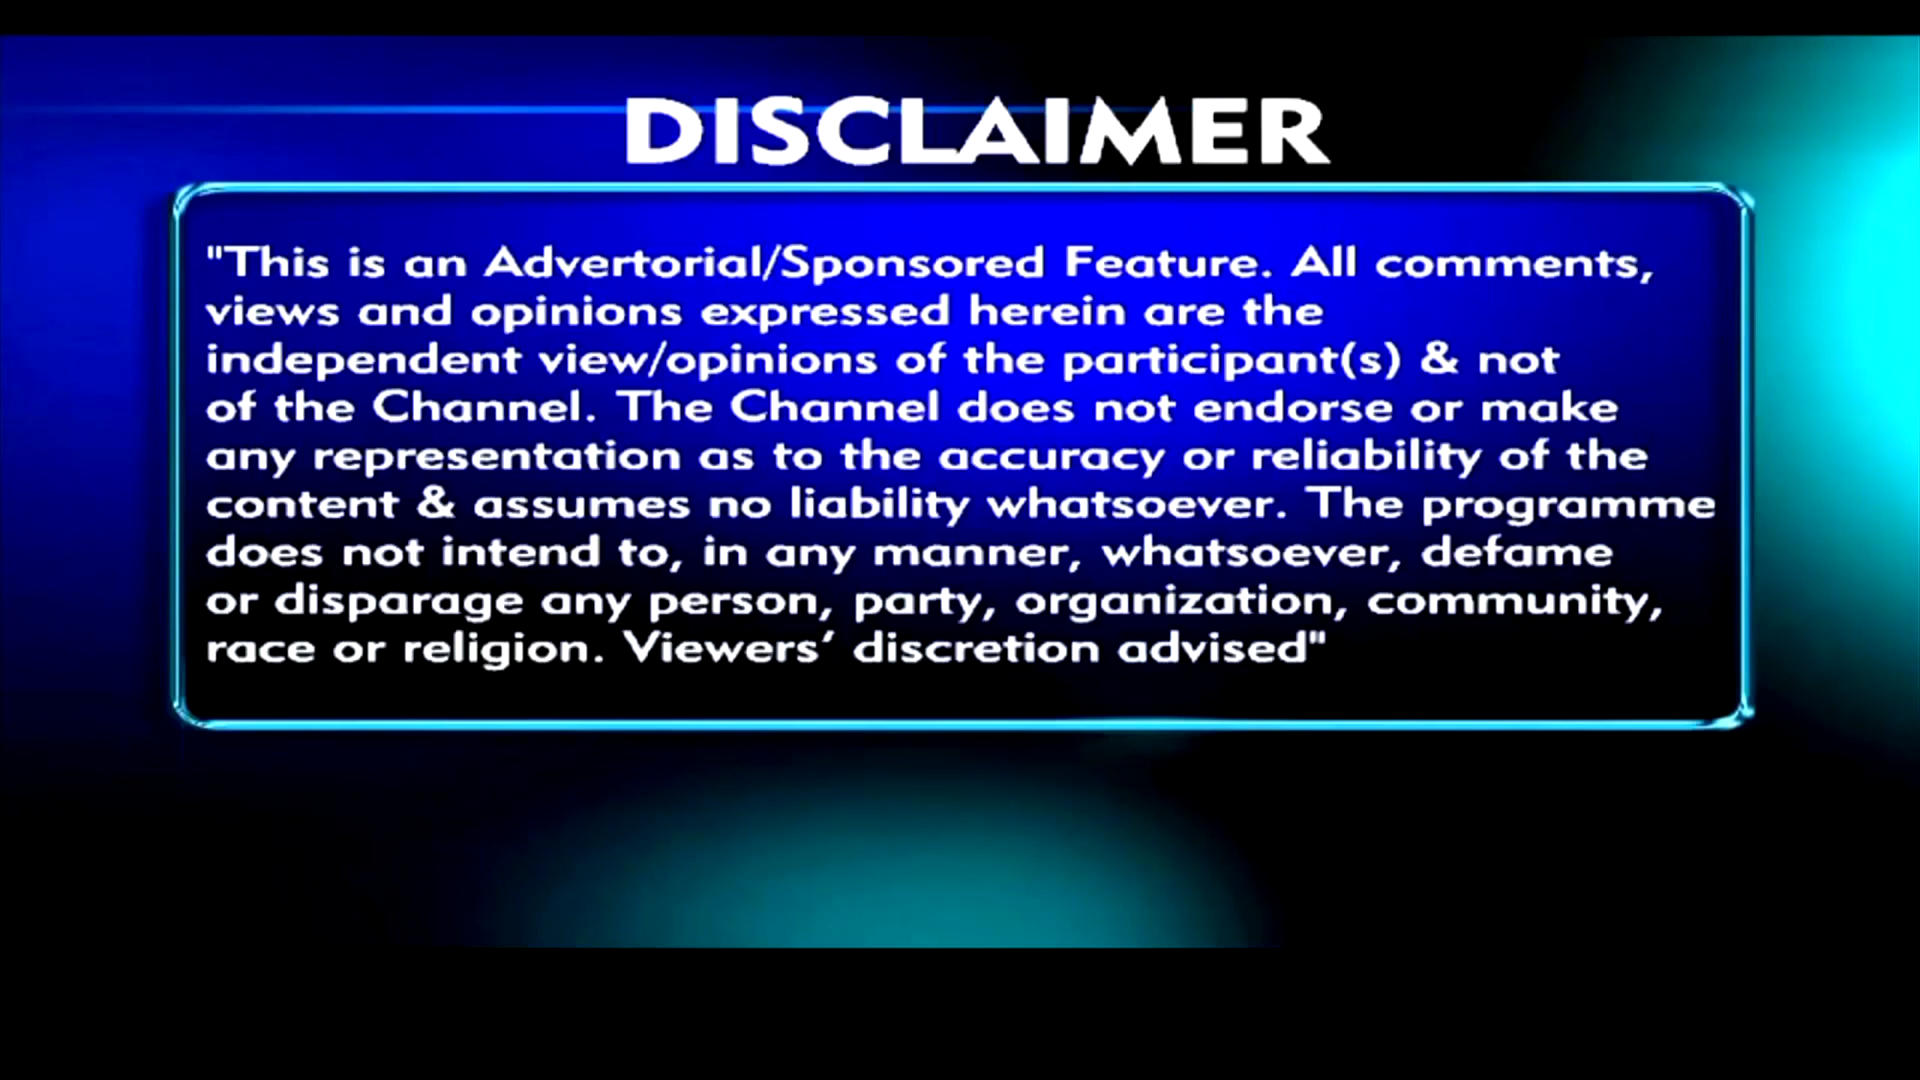 DISCLAIMER
"This is an Advertorial/Sponsored Feature. All comments,
views and opinions expressed herein are the
independent view/opinions of the participant(s) & not
of the Channel. The Channel does not endorse or make
any representation as to the accuracy or reliability of the
content & assumes no liability whatsoever. The programme
does not intend to, in any manner, whatsoever, defame
or disparage any person, party, organization, community,
race or religion. Viewers’ discretion advised"